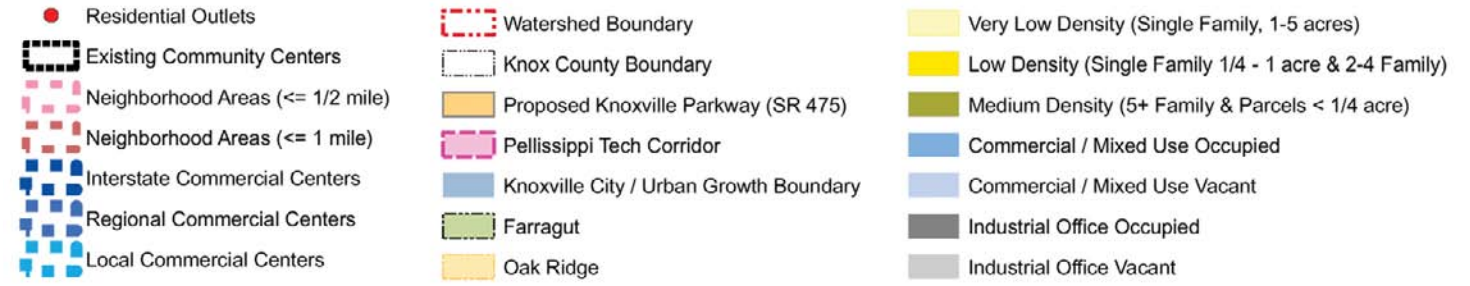 Residential Outlets
Existing Community Centers
Neighborhood Areas (<= 1/2 mile)
Neighborhood Areas (<= 1 mile)
Interstate Commercial Centers
Regional Commercial Centers
Local Commercial Centers
Watershed Boundary
Knox County Boundary
Proposed Knoxville Parkway (SR 475)
Pellissippi Tech Corridor
Knoxville City / Urban Growth Boundary
Farragut
Oak Ridge
Very Low Density (Single Family, 1-5 acres)
Low Density (Single Family 1/4 - 1 acre & 2-4 Family)
Medium Density (5+ Family & Parcels < 1/4 acre)
Commercial / Mixed Use Occupied
Commercial / Mixed Use Vacant
Industrial Office Occupied
Industrial Office Vacant